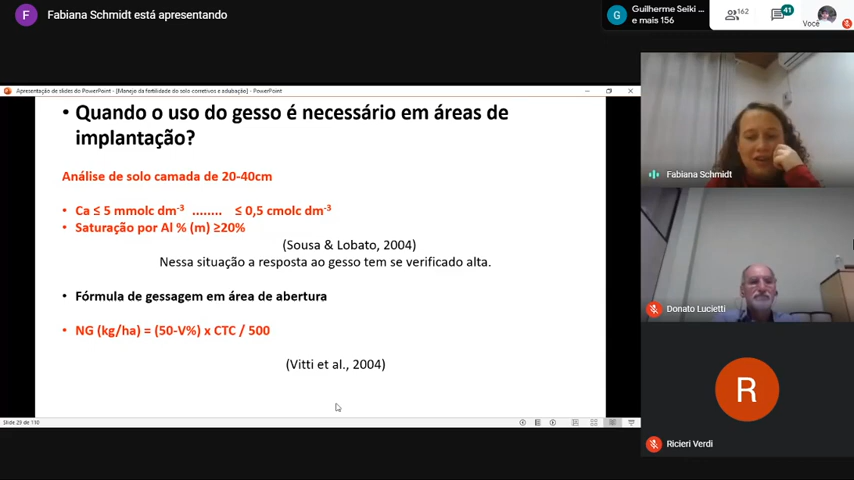 F Fabiana Schmidt está apresentando
G Guilherme Seiki ...
e mais 156
162
41
Você
Apresentação de slides do PowerPoint - [Manejo da fertilidade do solo corretivos e adubação] - PowerPoint
• Quando o uso do gesso é necessário em áreas de
implantação?
Análise de solo camada de 20-40cm
• Ca ≤ 5 mmolc dm-3 ........ ≤ 0,5 cmolc dm-3
• Saturação por Al % (m) ≥20%
(Sousa & Lobato, 2004)
Nessa situação a resposta ao gesso tem se verificado alta.
• Fórmula de gessagem em área de abertura
• NG (kg/ha) = (50-V%) x CTC / 500
(Vitti et al., 2004)
Slide 29 de 110
Fabiana Schmidt
Donato Lucietti
R
Ricieri Verdi